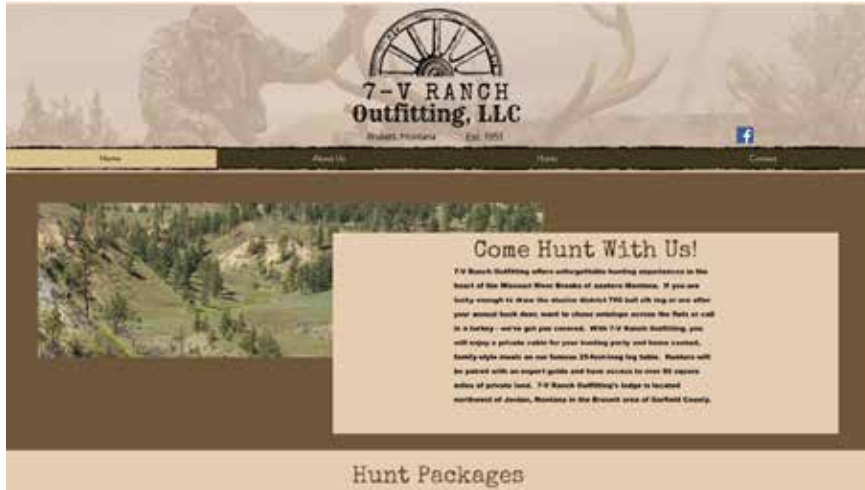 7-V RANCH
Outfitting, LLC
Brusett, Montana Est. 1951
Home About Us Hunts Contact
Come Hunt With Us!
7-V Ranch Outfitting offers unforgettable hunting experiences in the
heart of the Missouri River Breaks of eastern Montana. If you are
lucky enough to draw the elusive district 700 bull elk tag or are after
your annual buck deer, want to chase antelope across the flats or call
in a turkey - we've got you covered. With 7-V Ranch Outfitting, you
will enjoy a private cabin for your hunting party and home cooked,
family-style meals on our famous 25-foot-long log table. Hunters will
be paired with an expert guide and have access to over 50 square
miles of private land. 7-V Ranch Outfitting's lodge is located
northwest of Jordan, Montana in the Brusett area of Garfield County.
Hunt Packages